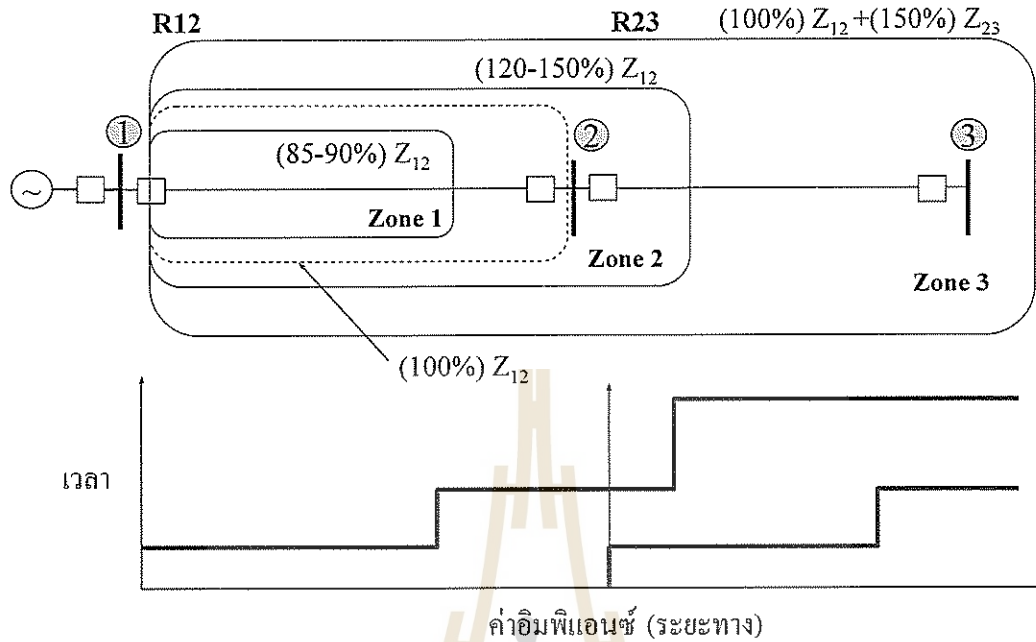 R12
R23
(100%) Z12+(150%) Z23
(120-150%) Z12
1
2
3
(85-90%) Z12
~
Zone 1
Zone 2
Zone 3
(100%) Z12
เวลา
ค่าอิมพิแอนซ์ (ระยะทาง)